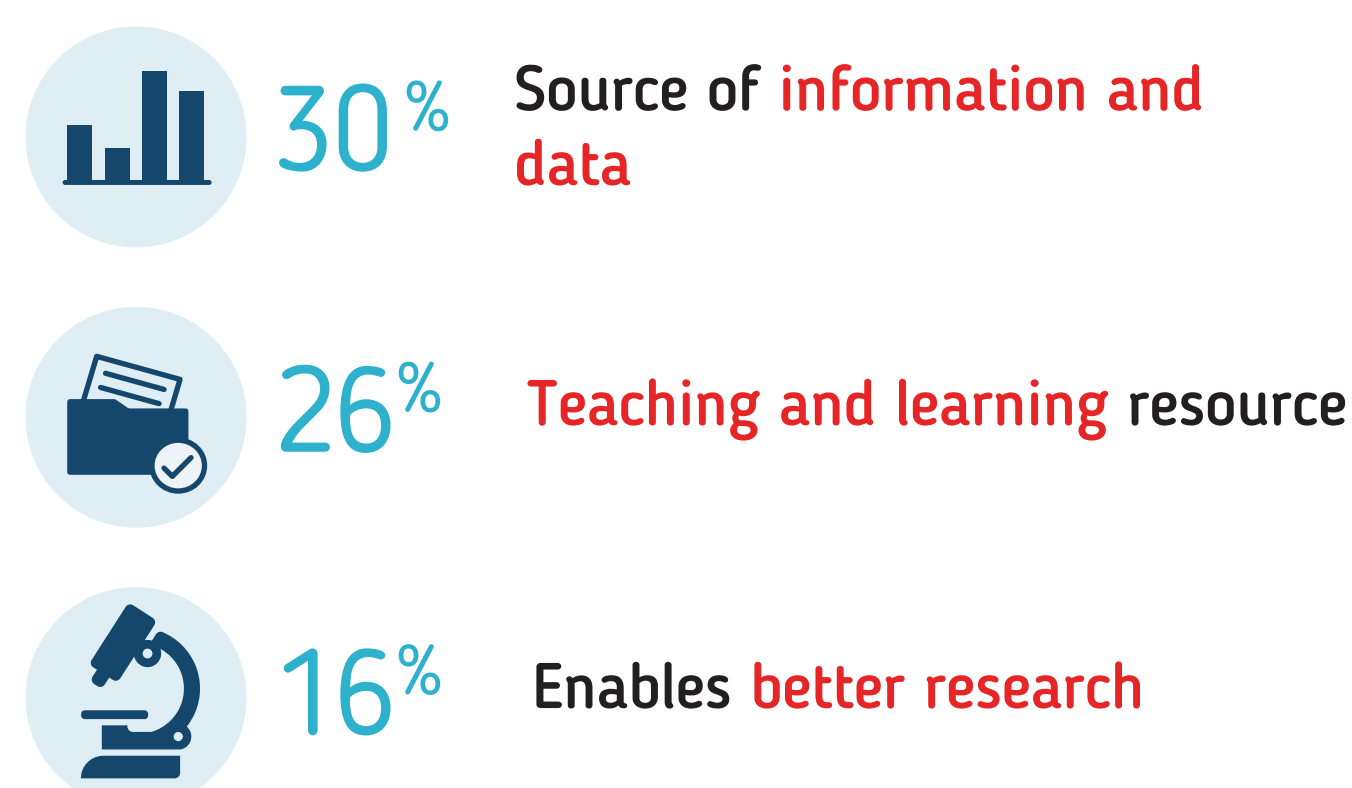 30% Source of information and
data
26% Teaching and learning resource
16% Enables better research